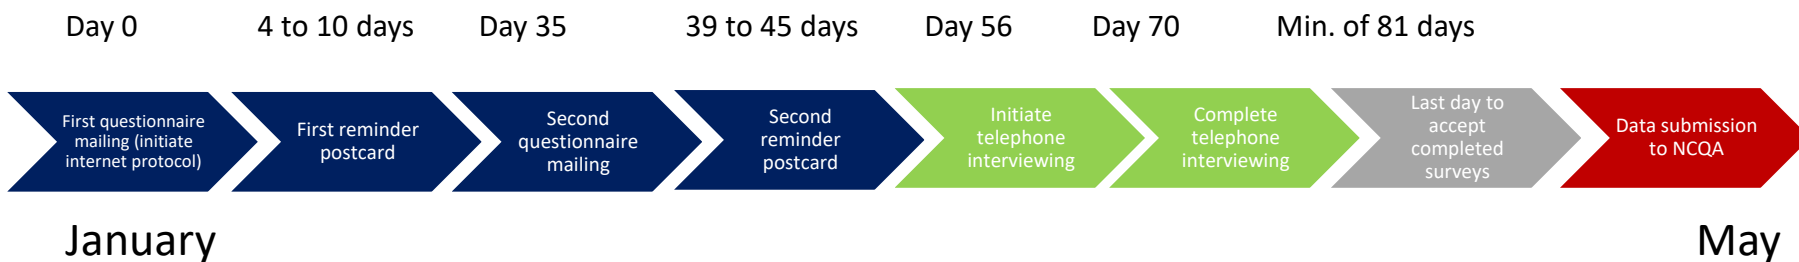 Day 0
4 to 10 days
Day 35
39 to 45 days
Day 56
Day 70
Min. of 81 days
First questionnaire
mailing (initiate
internet protocol)
First reminder
postcard
Second
questionnaire
mailing
Second
reminder
postcard
Initiate
telephone
interviewing
Complete
telephone
interviewing
Last day to
accept
completed
surveys
Data submission
to NCQA
January
May